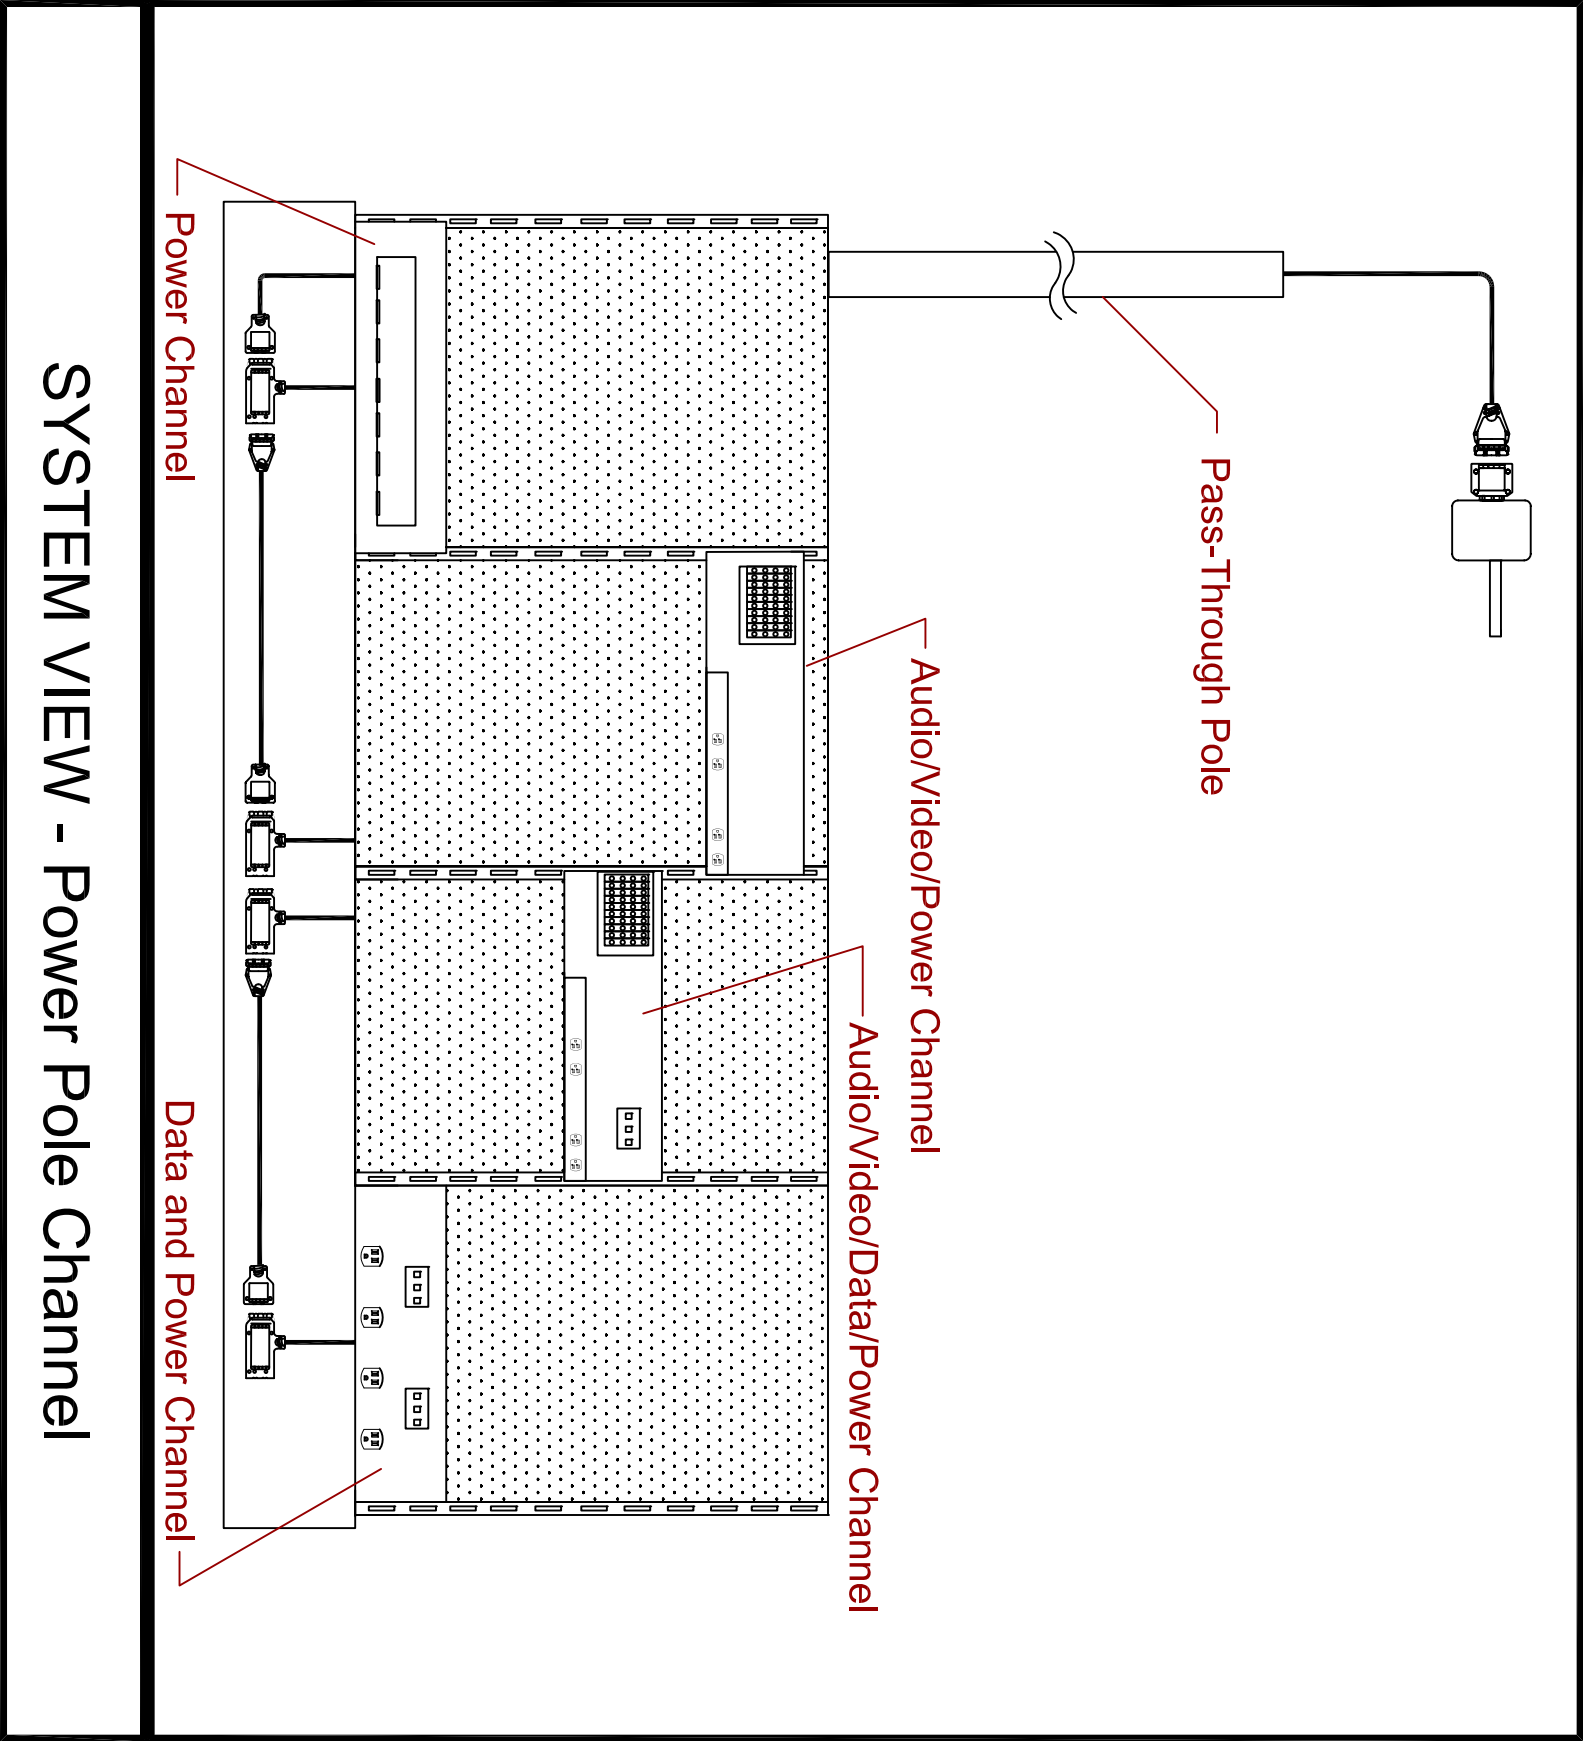 Pass-Through Pole
Audio/Video/Power Channel
Audio/Video/Data/Power Channel
Power Channel
Data and Power Channel
SYSTEM VIEW - Power Pole Channel